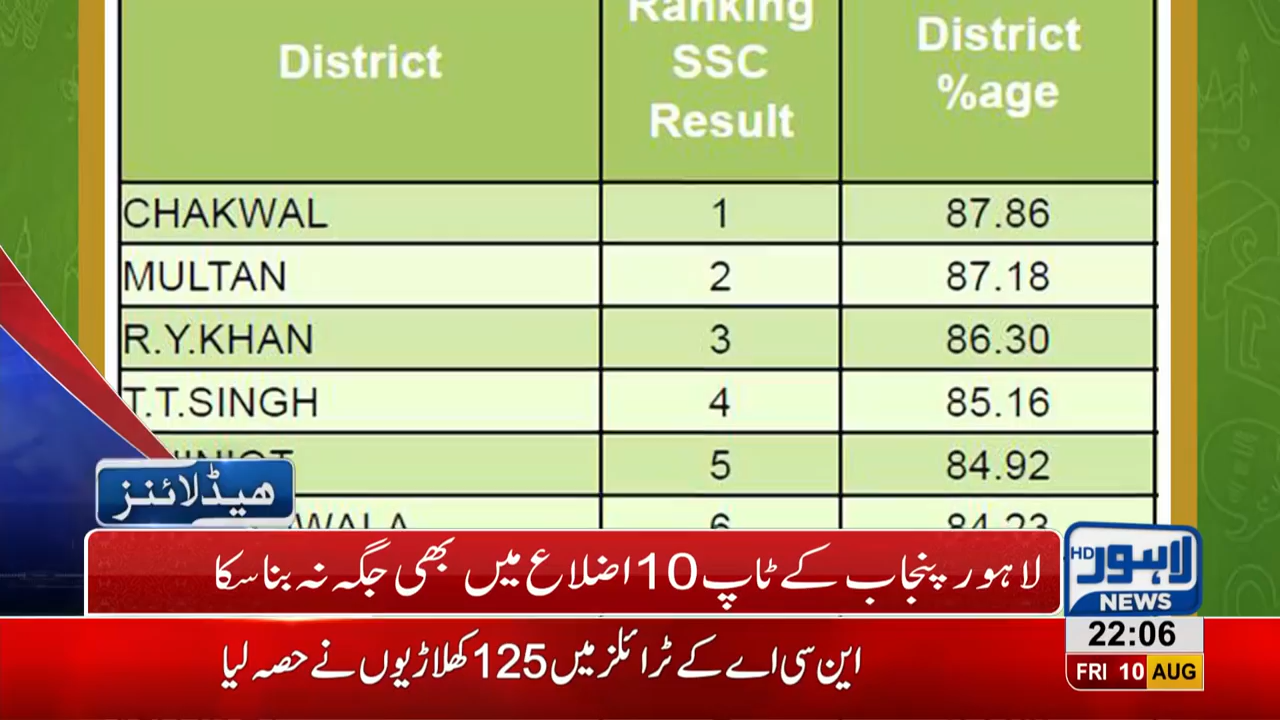 District
Ranking
SSC
Result
District
%age
CHAKWAL 1 87.86
MULTAN 2 87.18
R.Y.KHAN 3 86.30
T.T.SINGH 4 85.16
5 84.92
6 84.23
ہیڈلائنز
لاہور پنجاب کے ٹاپ 10 اضلاع میں بھی جگہ نہ بنا سکا
HD لاہور
NEWS
22:06
این سی اے کے ٹرائلز میں 125 کھلاڑیوں نے حصہ لیا
FRI 10 AUG